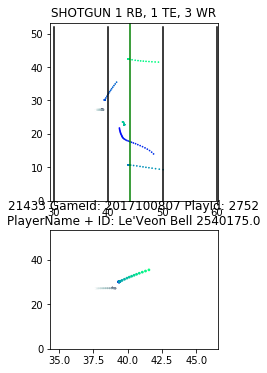 SHOTGUN 1 RB, 1 TE, 3 WR
50
40
30
20
10
0
30 40 50 60
21433 GameId: 2017100807 PlayId: 2752
PlayerName + ID: Le'Veon Bell 2540175.0
40
20
0
35.0 37.5 40.0 42.5 45.0